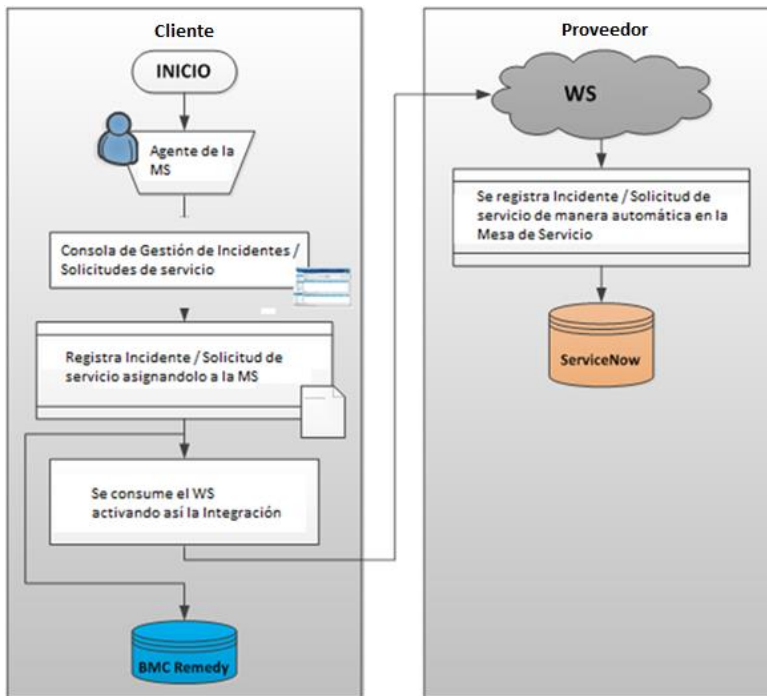 Cliente
INICIO
Agente de la
MS
Consola de Gestión de Incidentes /
Solicitudes de servicio
Registra Incidente / Solicitud de
servicio asignandolo a la MS
Se consume el WS
activando así la Integración
BMC Remedy
Proveedor
WS
Se registra Incidente / Solicitud de
servicio de manera automática en la
Mesa de Servicio
ServiceNow